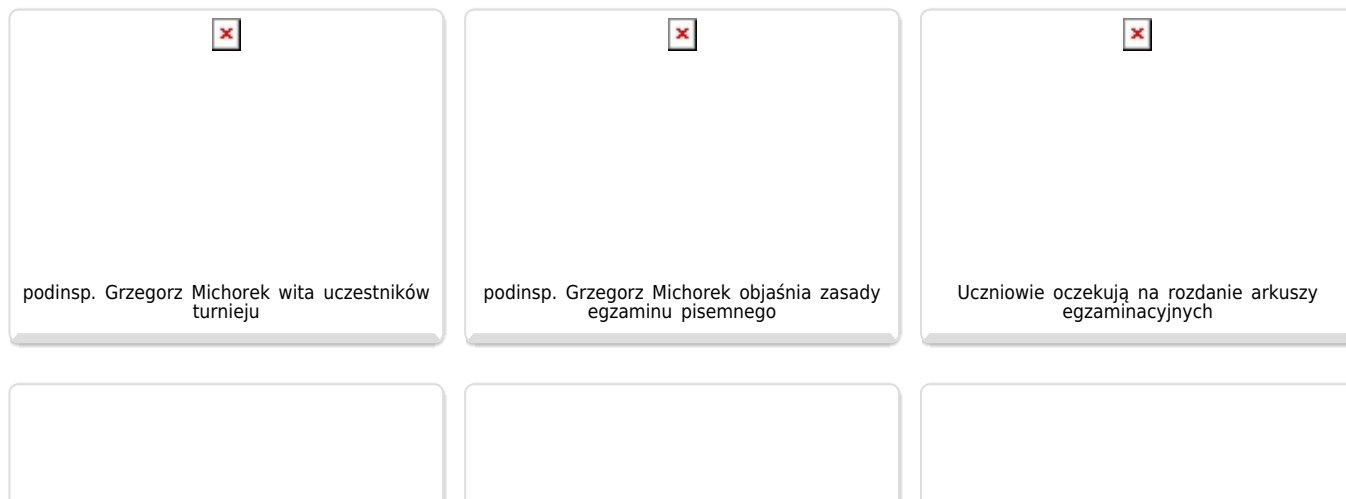 podinsp. Grzegorz Michorek wita uczestników
turnieju
podinsp. Grzegorz Michorek objaśnia zasady
egzaminu pisemnego
Uczniowie oczekują na rozdanie arkuszy
egzaminacyjnych